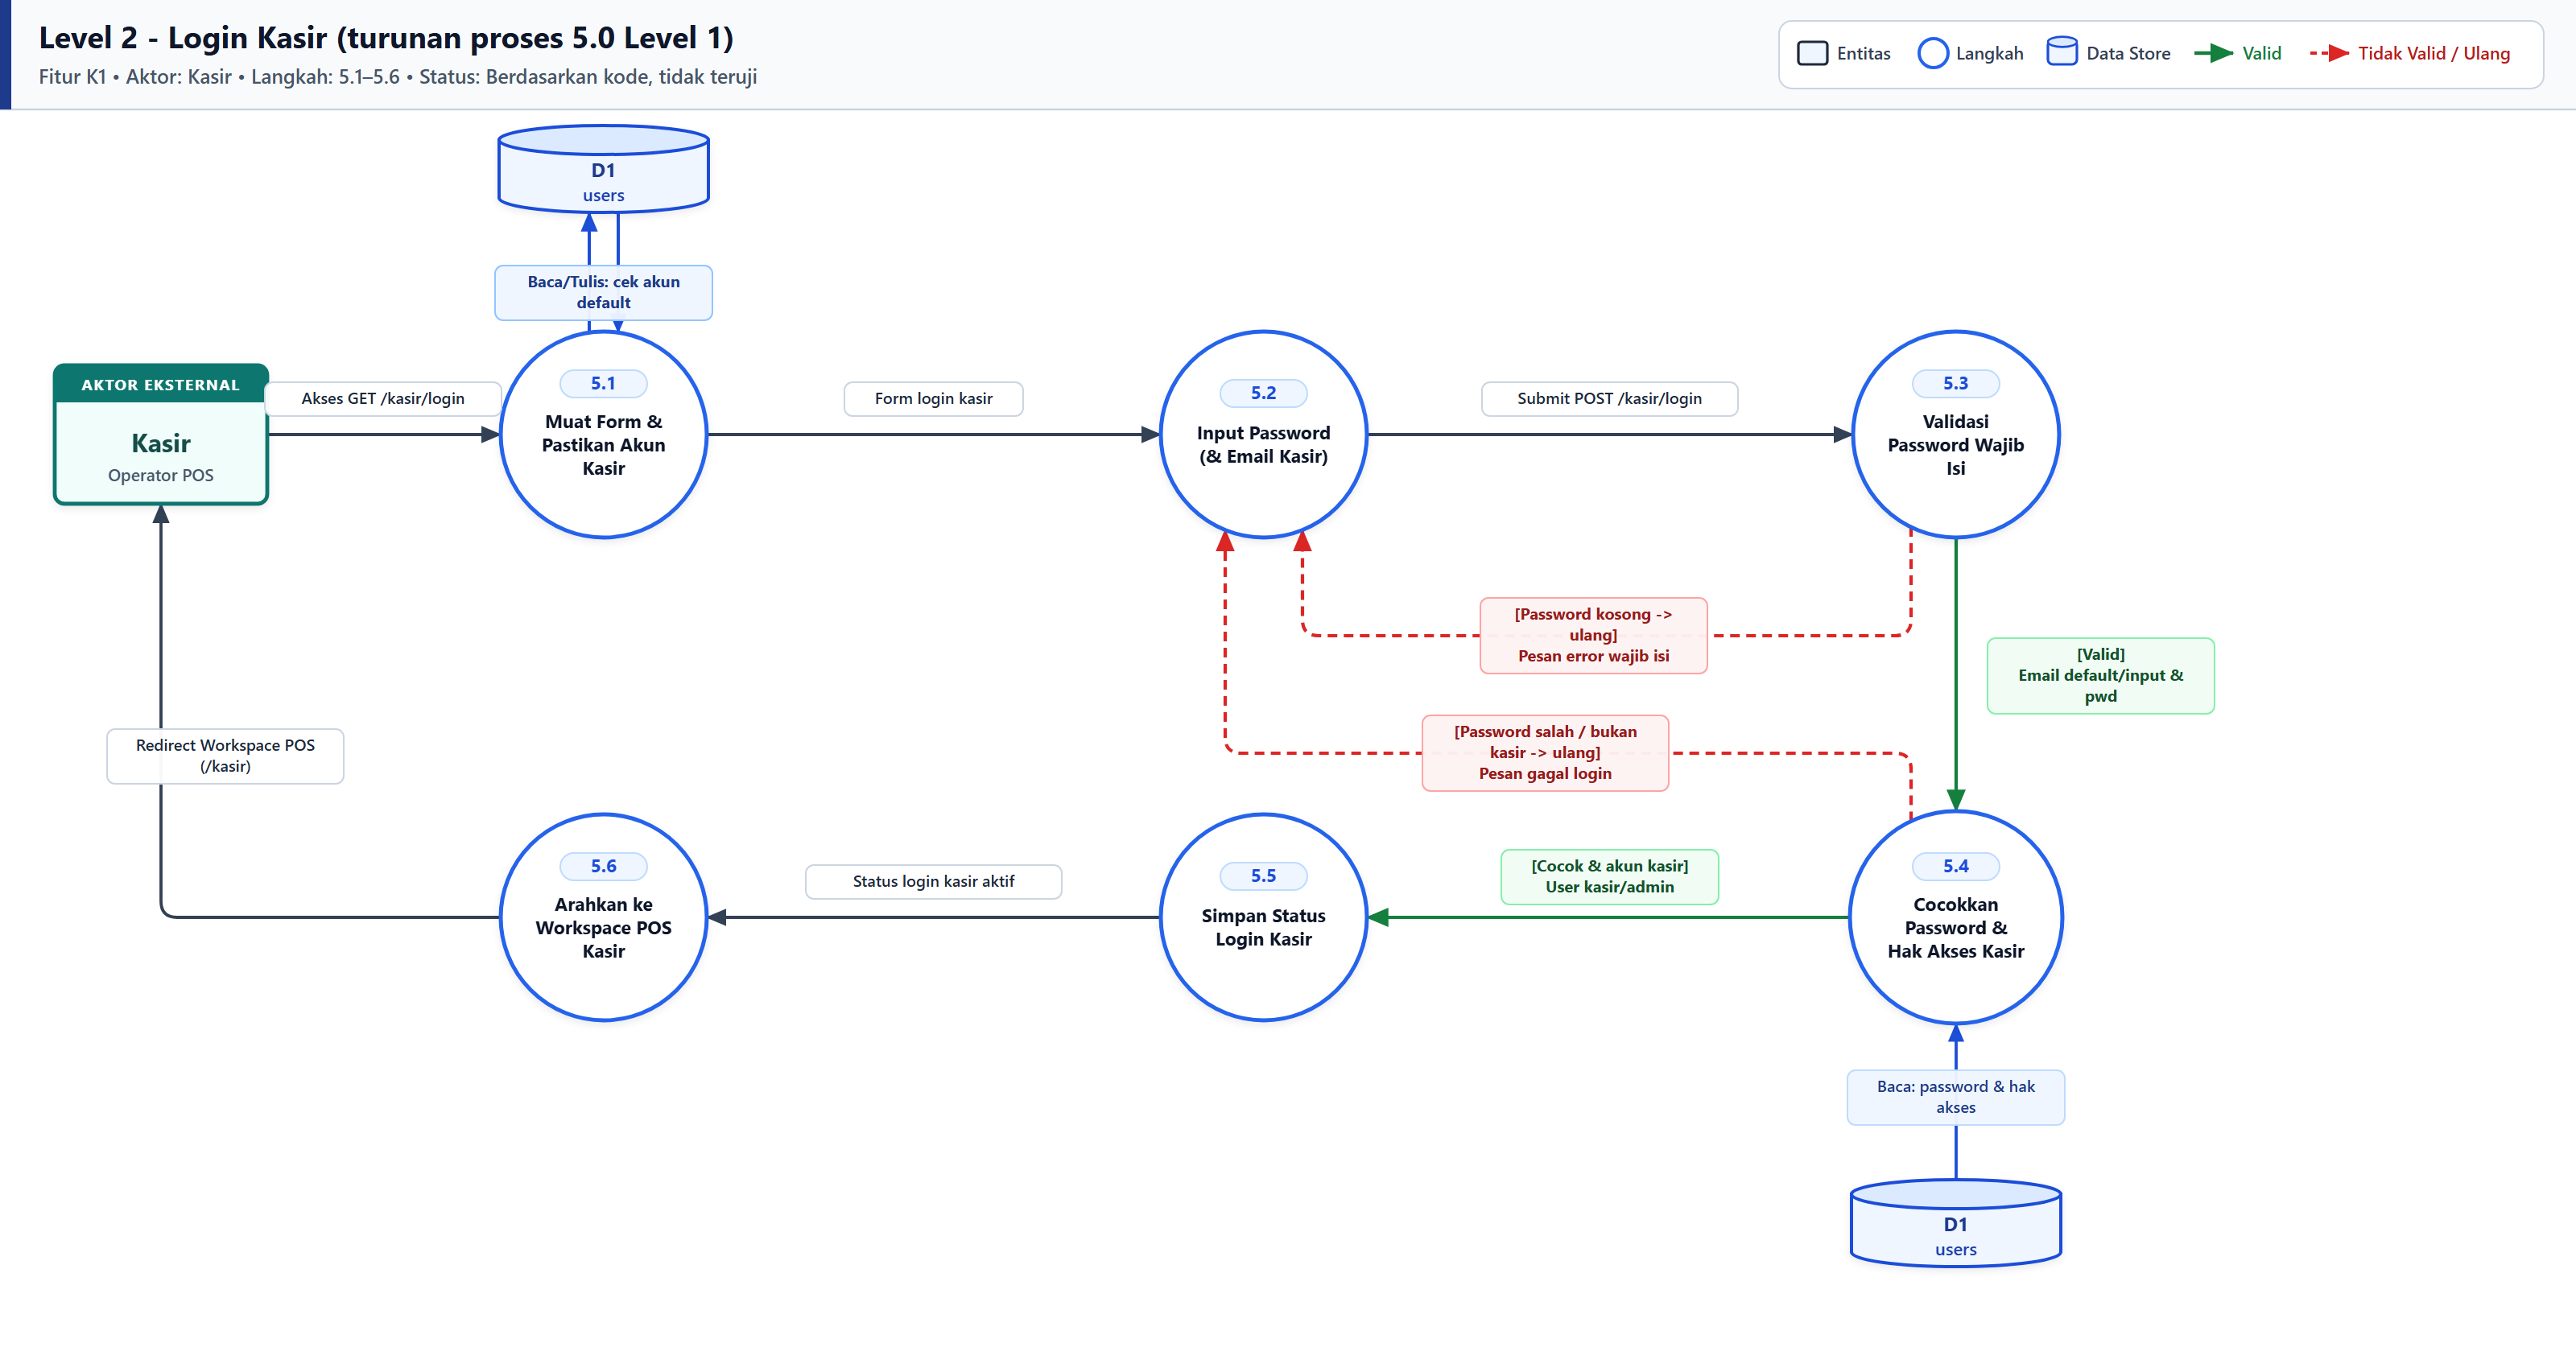 Level 2 - Login Kasir (turunan proses 5.0 Level 1)
Fitur K1 • Aktor: Kasir • Langkah: 5.1–5.6 • Status: Berdasarkan kode, tidak teruji
Entitas
Langkah
Data Store
Valid
Tidak Valid / Ulang
D1
users
Baca/Tulis: cek akun
default
AKTOR EKSTERNAL
Kasir
Operator POS
Akses GET /kasir/login
5.1
Muat Form &
Pastikan Akun
Kasir
Form login kasir
5.2
Input Password
(& Email Kasir)
Submit POST /kasir/login
5.3
Validasi
Password Wajib
Isi
[Password kosong ->
ulang]
Pesan error wajib isi
[Valid]
Email default/input &
pwd
[Password salah / bukan
kasir -> ulang]
Pesan gagal login
Redirect Workspace POS
(/kasir)
5.6
Arahkan ke
Workspace POS
Kasir
Status login kasir aktif
5.5
Simpan Status
Login Kasir
[Cocok & akun kasir]
User kasir/admin
5.4
Cocokkan
Password &
Hak Akses Kasir
Baca: password & hak
akses
D1
users